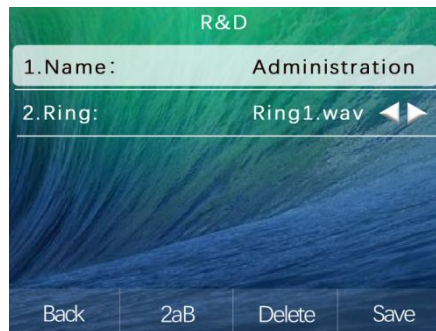 R&D
1.Name: Administration
2.Ring: Ring1.wav
Back 2aB Delete Save